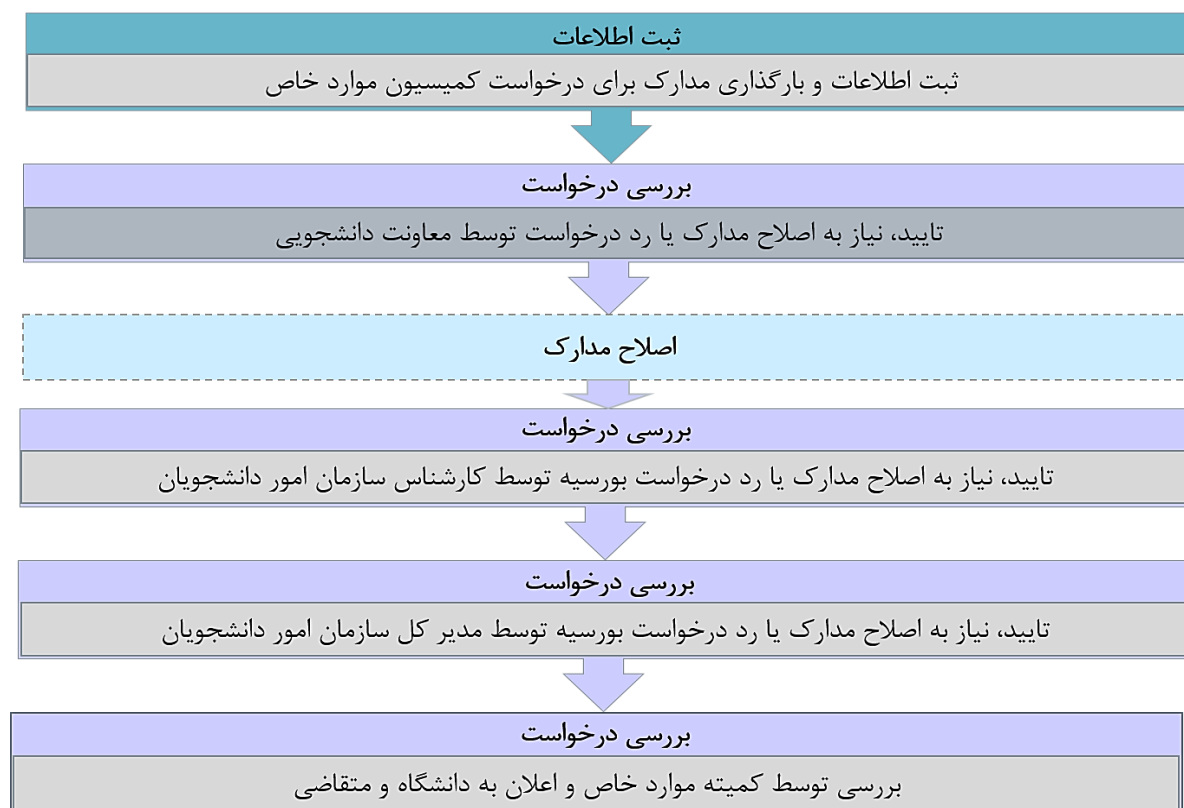 ثبت اطلاعات
ثبت اطلاعات و بارگذاری مدارک برای درخواست کمیسیون موارد خاص
بررسی درخواست
تایید، نیاز به اصلاح مدارک یا رد درخواست توسط معاونت دانشجویی
اصلاح مدارک
بررسی درخواست
تایید، نیاز به اصلاح مدارک یا رد درخواست بورسیه توسط کارشناس سازمان امور دانشجویان
بررسی درخواست
تایید، نیاز به اصلاح مدارک یا رد درخواست بورسیه توسط مدیر کل سازمان امور دانشجویان
بررسی درخواست
بررسی توسط کمیته موارد خاص و اعلان به دانشگاه و متقاضی